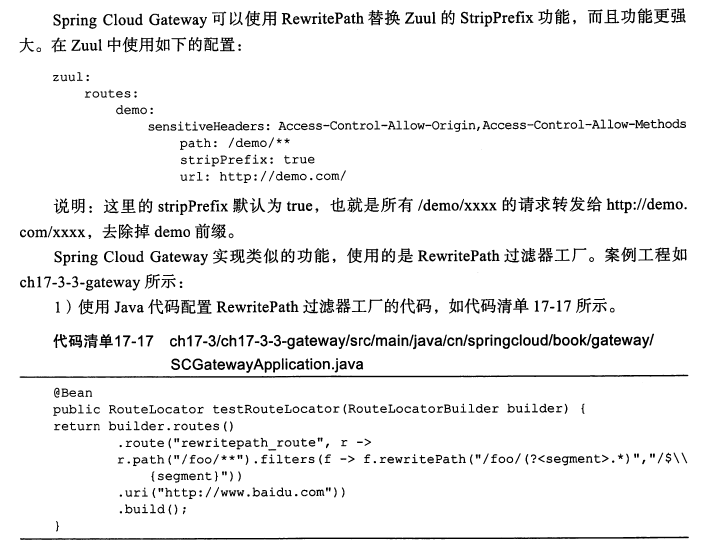 Spring Cloud Gateway 可以使用 RewritePath 替换 Zuul 的 StripPrefix 功能，而且功能更强
大。在 Zuul 中使用如下的配置：
zuul:
routes:
demo:
sensitiveHeaders: Access-Control-Allow-Origin,Access-Control-Allow-Methods
path: /demo/**
stripPrefix: true
url: http://demo.com/
说明：这里的 stripPrefix 默认为 true，也就是所有 /demo/xxxx 的请求转发给 http://demo.
com/xxxx，去除掉 demo 前缀。
Spring Cloud Gateway 实现类似的功能，使用的是 RewritePath 过滤器工厂。案例工程如
ch17-3-3-gateway 所示：
1）使用 Java 代码配置 RewritePath 过滤器工厂的代码，如代码清单 17-17 所示。
代码清单17-17 ch17-3/ch17-3-3-gateway/src/main/java/cn/springcloud/book/gateway/
SCGatewayApplication.java
@Bean
public RouteLocator testRouteLocator(RouteLocatorBuilder builder) {
return builder.routes()
.route("rewritepath_route", r ->
r.path("/foo/**").filters(f -> f.rewritePath("/foo/(?<segment>.*)","/$\\
{segment}"))
.uri("http://www.baidu.com"))
.build();
}